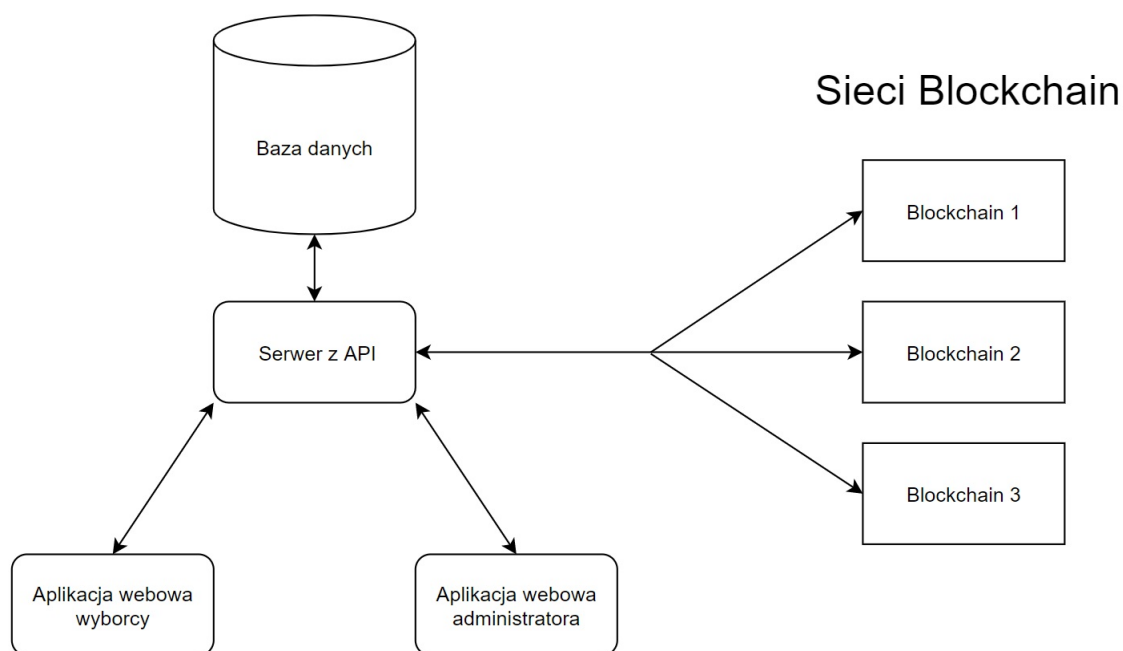 Sieci Blockchain
Baza danych
Blockchain 1
Serwer z API
Blockchain 2
Blockchain 3
Aplikacja webowa
wyborcy
Aplikacja webowa
administratora